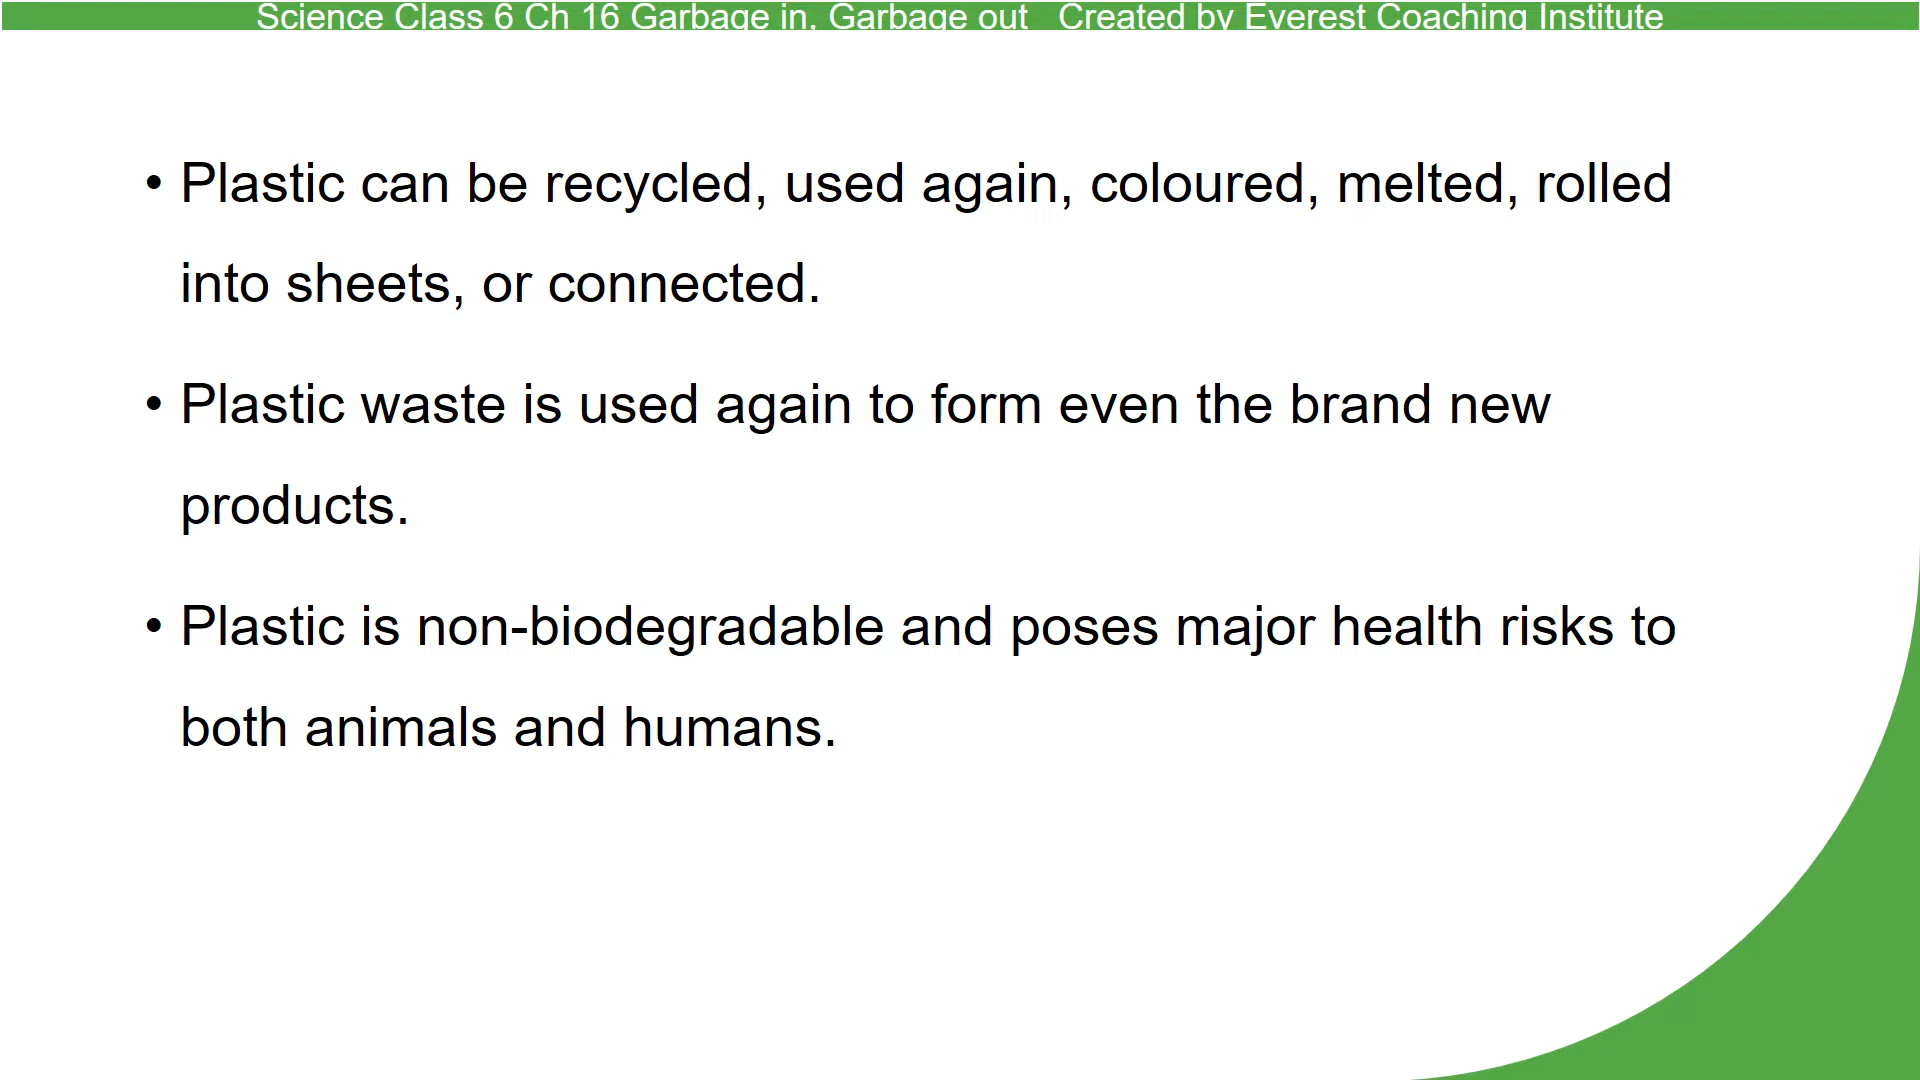 Science Class 6 Ch 16 Garbage in, Garbage out   Created by Everest Coaching Institute
• Plastic can be recycled, used again, coloured, melted, rolled
into sheets, or connected.
• Plastic waste is used again to form even the brand new
products.
• Plastic is non-biodegradable and poses major health risks to
both animals and humans.